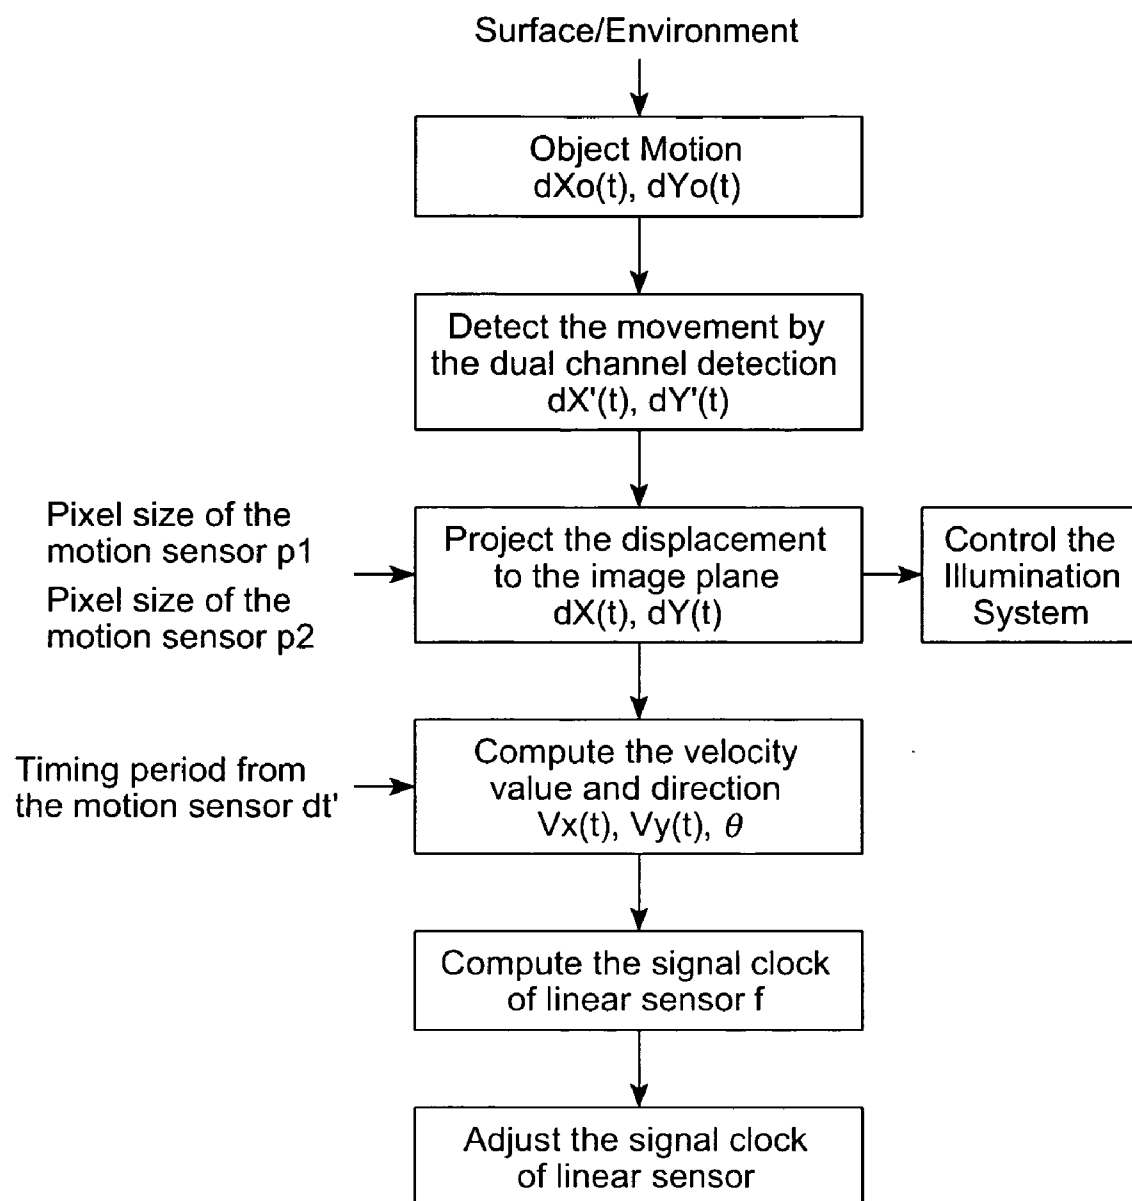 Surface/Environment
Object Motion
dXo(t), dYo(t)
Detect the movement by
the dual channel detection
dX'(t), dY'(t)
Pixel size of the
motion sensor p1
Pixel size of the
motion sensor p2
Project the displacement
to the image plane
dX(t), dY(t)
Control the
Illumination
System
Timing period from
the motion sensor dt'
Compute the velocity
value and direction
Vx(t), Vy(t), θ
Compute the signal clock
of linear sensor f
Adjust the signal clock
of linear sensor